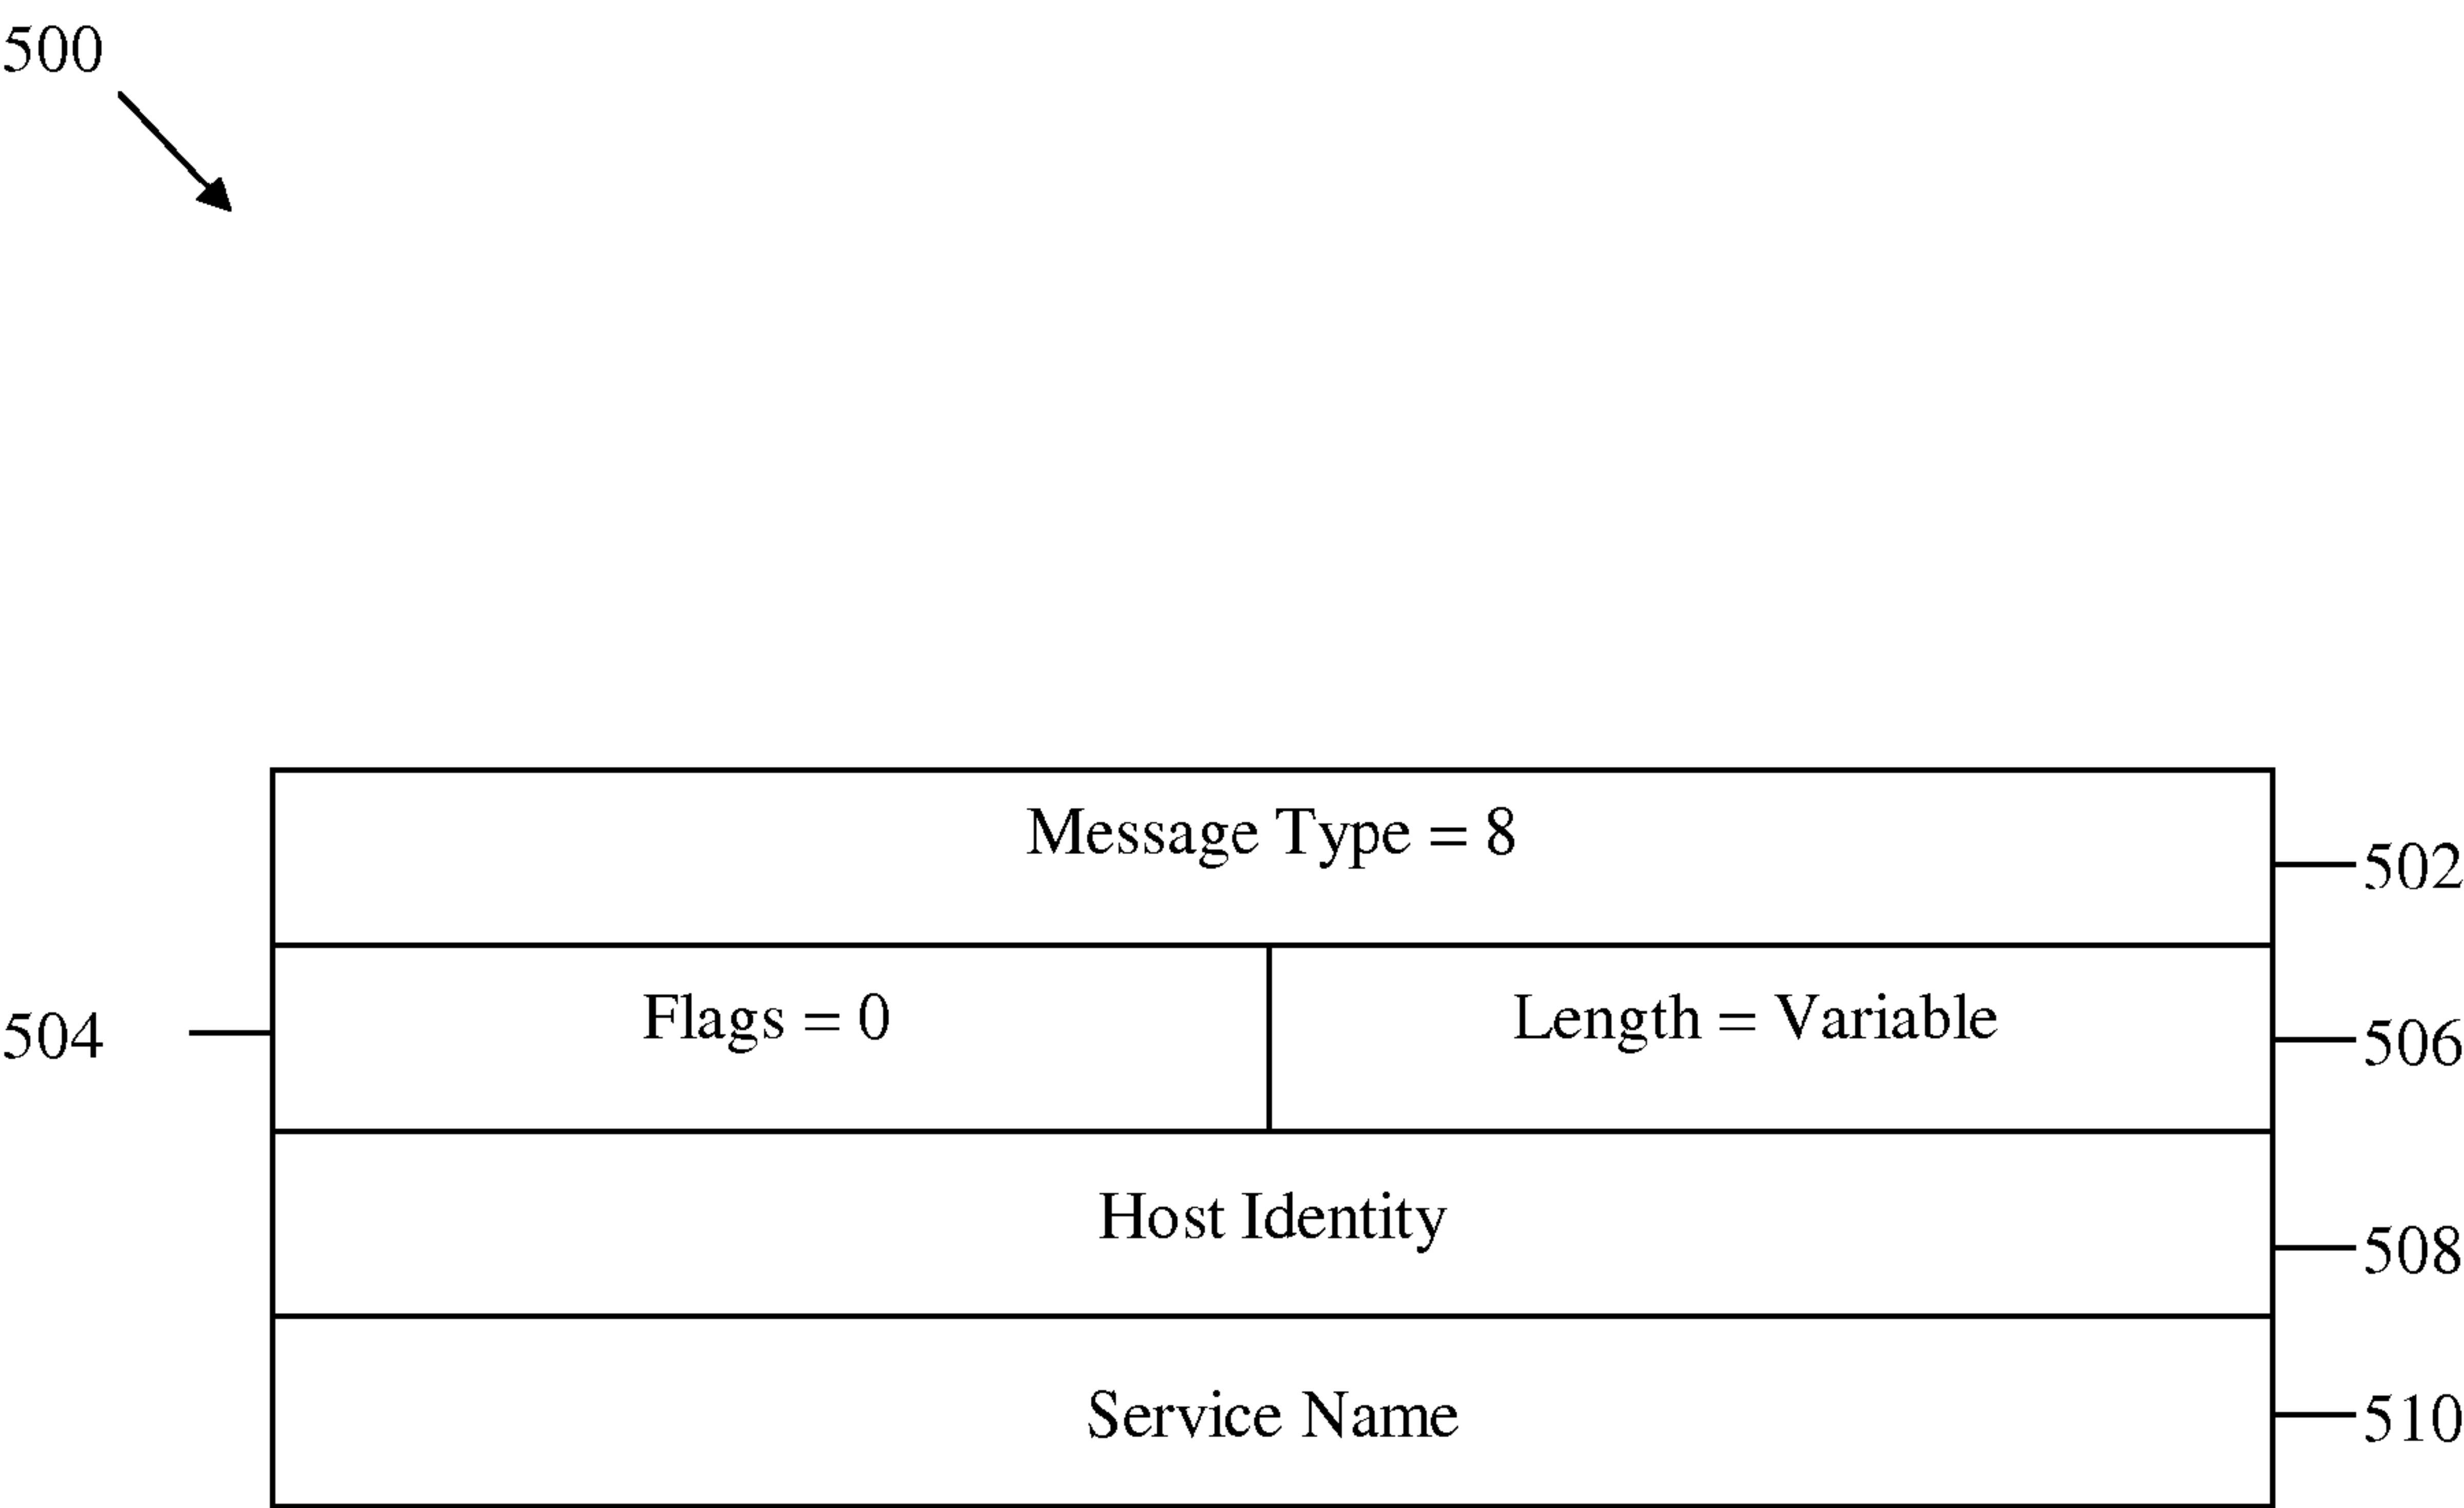 500
Message Type = 8
502
504
Flags = 0
Length = Variable
506
Host Identity
508
Service Name
510